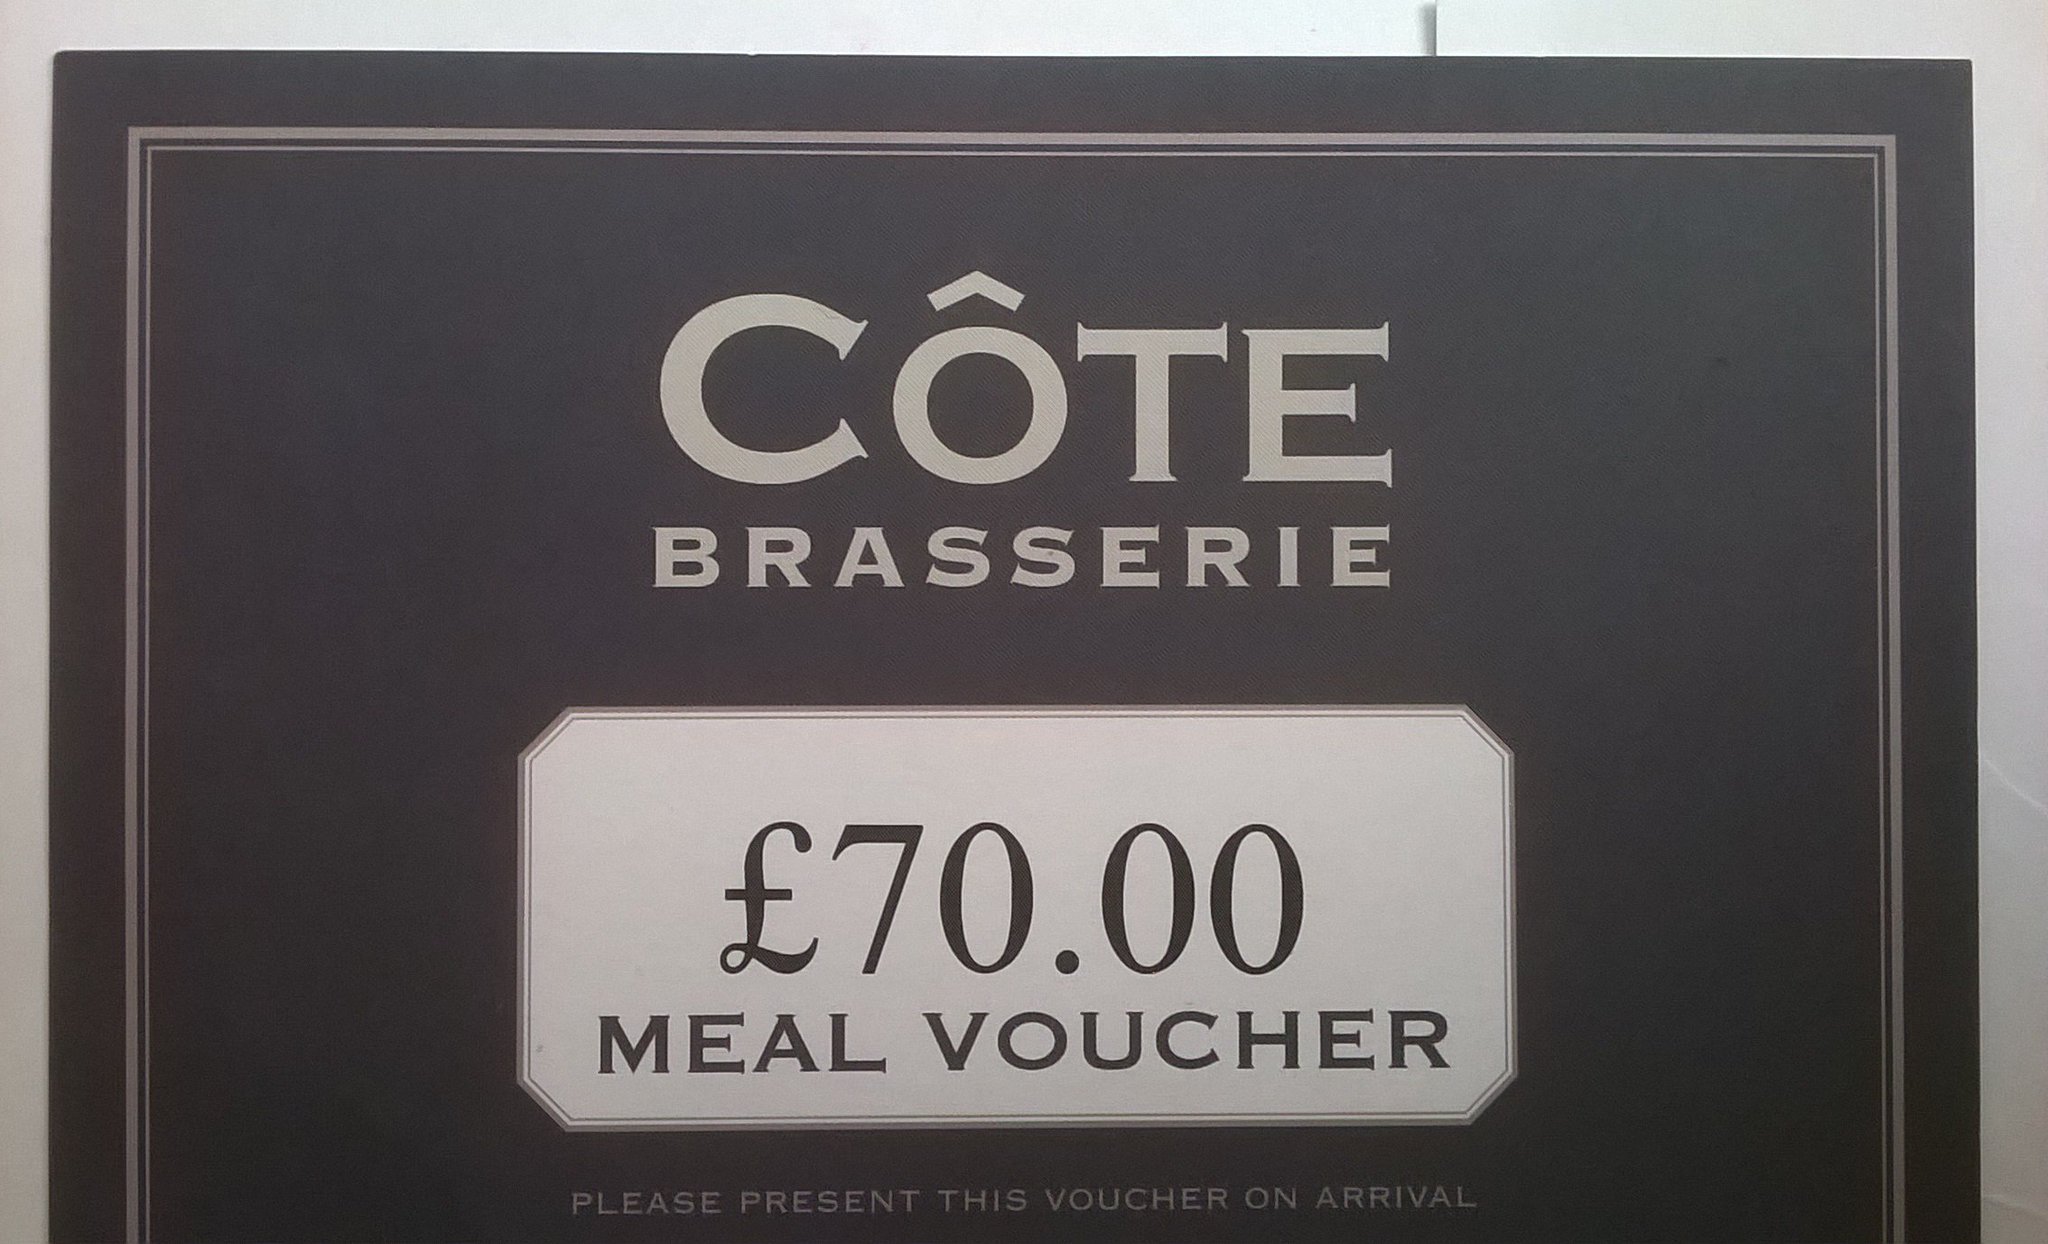 CÔTE
BRASSERIE
£70.00
MEAL VOUCHER
PLEASE PRESENT THIS VOUCHER ON ARRIVAL